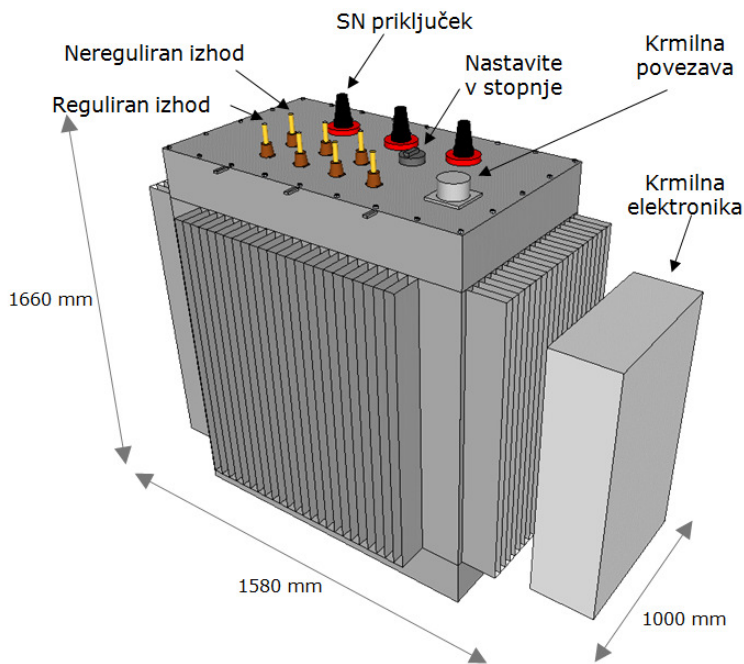 SN priključek
Nereguliran izhod
Nastavite
v stopnje
Krmilna
povezava
Reguliran izhod
Krmilna
elektronika
1660 mm
1580 mm
1000 mm